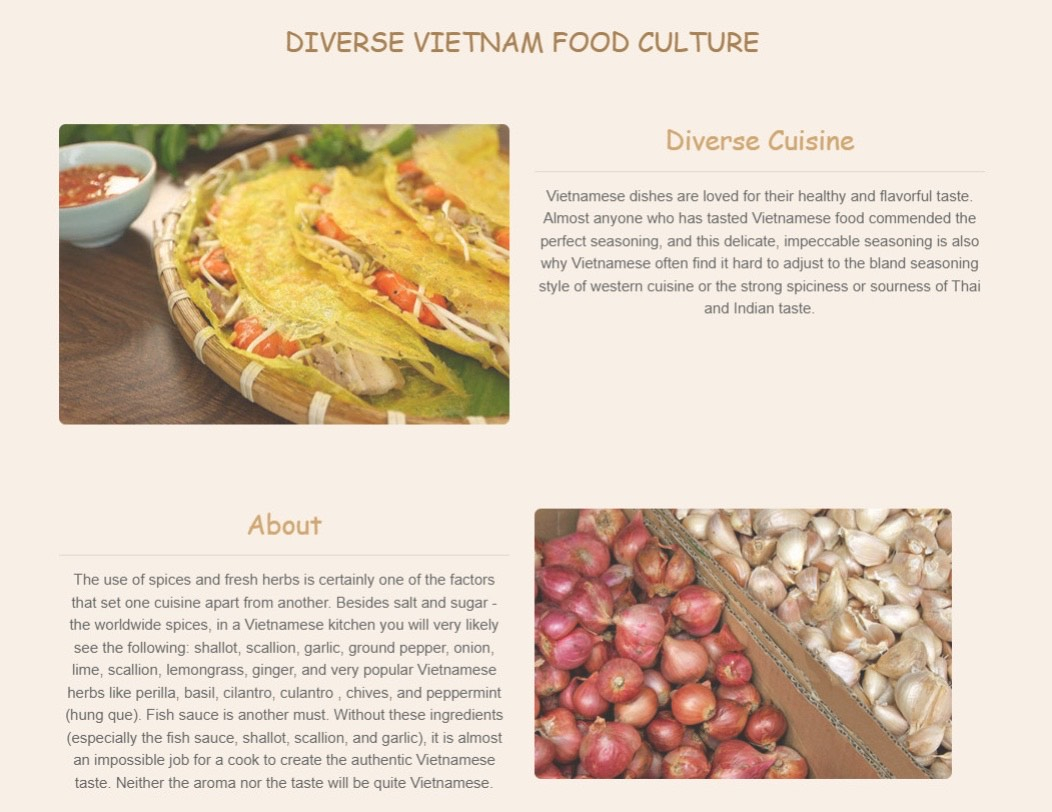 DIVERSE VIETNAM FOOD CULTURE
Diverse Cuisine
Vietnamese dishes are loved for their healthy and flavorful taste.
Almost anyone who has tasted Vietnamese food commended the
perfect seasoning, and this delicate, impeccable seasoning is also
why Vietnamese often find it hard to adjust to the bland seasoning
style of western cuisine or the strong spiciness or sourness of Thai
and Indian taste.
About
The use of spices and fresh herbs is certainly one of the factors
that set one cuisine apart from another. Besides salt and sugar -
the worldwide spices, in a Vietnamese kitchen you will very likely
see the following: shallot, scallion, garlic, ground pepper, onion,
lime, scallion, lemongrass, ginger, and very popular Vietnamese
herbs like perilla, basil, cilantro, culantro , chives, and peppermint
(hung que). Fish sauce is another must. Without these ingredients
(especially the fish sauce, shallot, scallion, and garlic), it is almost
an impossible job for a cook to create the authentic Vietnamese
taste. Neither the aroma nor the taste will be quite Vietnamese.